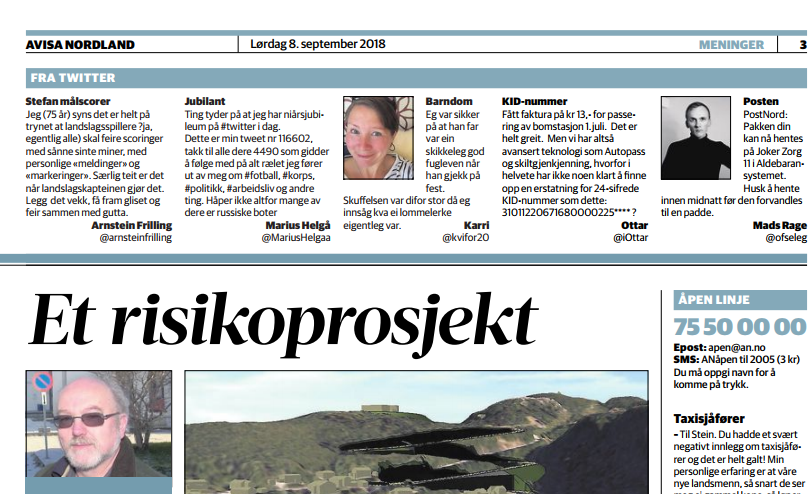 AVISA NORDLAND
Lørdag 8. september 2018
MENINGER 3
FRA TWITTER
Stefan målscorer
Jeg (75 år) syns det er helt på
trynet at landslagsspillere ?ja,
egentlig alle) skal feire scoringer
med sånne sinte miner, med
personlige «meldinger» og
«markeringer». Særlig teit er det
når landslagskapteinen gjør det.
Legg det vekk, få fram gliset og
feir sammen med gutta.
Arnstein Frilling
@arnsteinfrilling
Jubilant
Ting tyder på at jeg har niårsjubi-
leum på #twitter i dag.
Dette er min tweet nr 116602,
takk til alle dere 4490 som gidder
å følge med på alt rælet jeg fører
ut av meg om #fotball, #korps,
#politikk, #arbeidsliv og andre
ting. Håper ikke altfor mange av
dere er russiske boter
Marius Helgå
@MariusHelgaa
Barndom
Eg var sikker
på at han far
var ein
skikkeleg god
fugleven når
han gjekk på
fest.
Skuffelsen var difor stor då eg
innsåg kva ei lommelerke
eigentleg var.
Karri
@kvifor20
KID-nummer
Fått faktura på kr 13,- for passe-
ring av bomstasjon 1. juli. Det er
helt greit. Men vi har altså
avansert teknologi som Autopass
og skiltgjenkjenning, hvorfor i
helvete har ikke noen klart å finne
opp en erstatning for 24-sifrede
KID-nummer som dette:
31011220671680000225**** ?
Ottar
@iOttar
Posten
PostNord:
Pakken din
kan nå hentes
på Joker Zorg
11 i Aldebaran-
systemet.
Husk å hente
innen midnatt før den forvandles
til en padde.
Mads Rage
@ofseleg
Et risikoprosjekt
ÅPEN LINJE
75 50 00 00
Epost: apen@an.no
SMS: ANåpen til 2005 (3 kr)
Du må oppgi navn for å
komme på trykk.
Taxisjåfører
– Til Stein. Du hadde et svært
negativt innlegg om taxisjåfø-
rer og det er helt galt! Min
personlige erfaring er at våre
nye landsmenn, så snart de ser